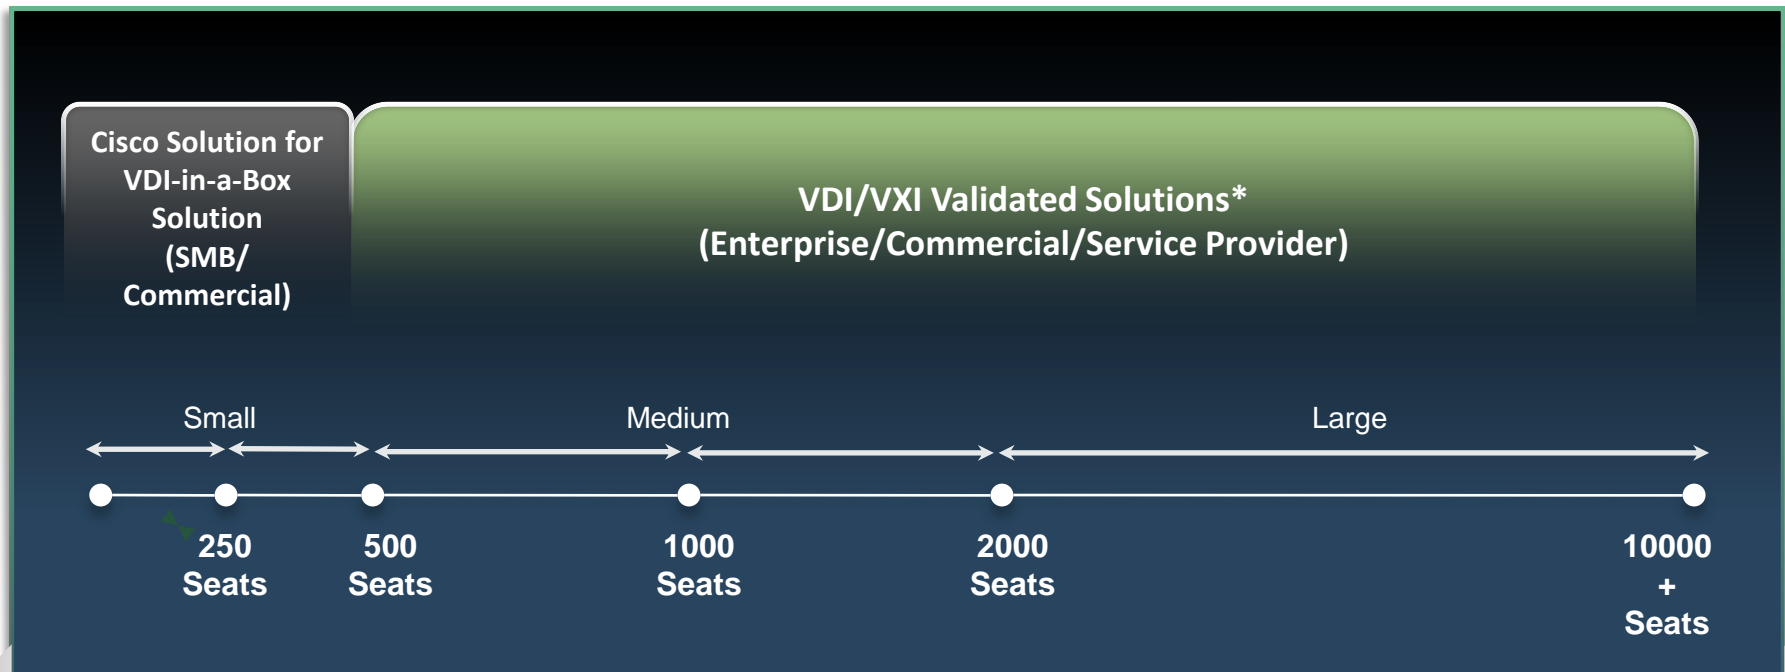 Cisco Solution for
VDI-in-a-Box
Solution
(SMB/
Commercial)
VDI/VXI Validated Solutions*
(Enterprise/Commercial/Service Provider)
Small
Medium
Large
250
Seats
500
Seats
1000
Seats
2000
Seats
10000
+
Seats